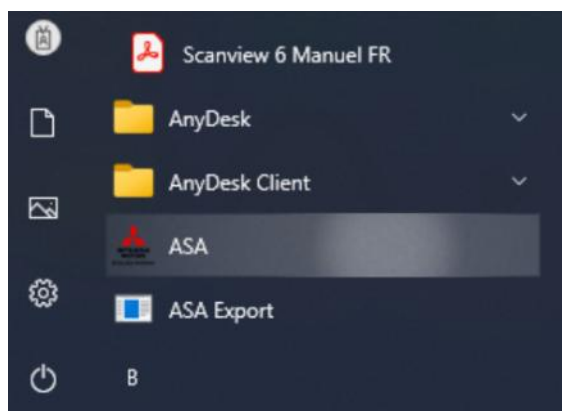 Scanview 6 Manuel FR
AnyDesk
AnyDesk Client
ASA
ASA Export
B